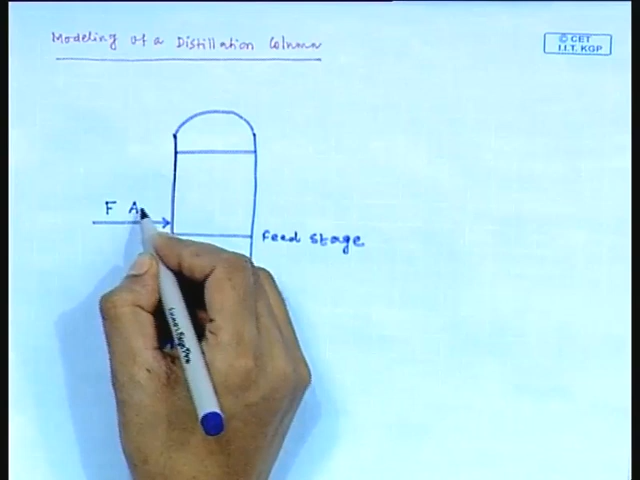 Modeling of a Distillation Column
© CET
I.I.T. KGP
F A
Feed Stage